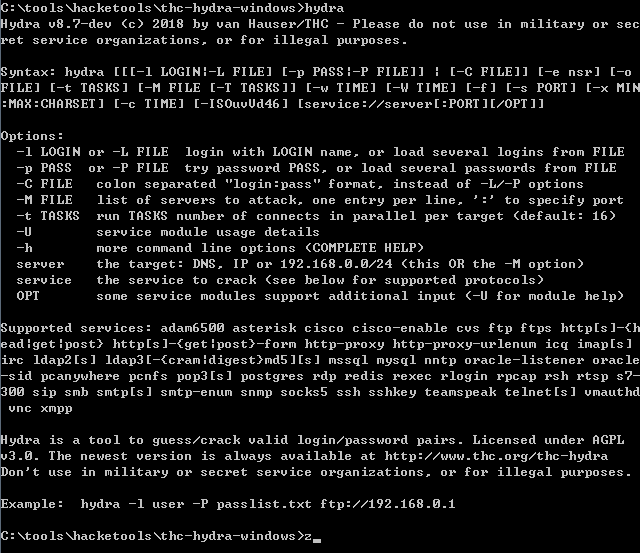 C:\tools\hacketools\thc-hydra-windows>hydra
Hydra v8.7-dev (c) 2018 by van Hauser/THC - Please do not use in military or sec
ret service organizations, or for illegal purposes.
Syntax: hydra [[[-l LOGIN|-L FILE] [-p PASS|-P FILE]] | [-C FILE]] [-e nsr] [-o
FILE] [-t TASKS] [-M FILE [-T TASKS]] [-w TIME] [-W TIME] [-f] [-s PORT] [-x MIN
:MAX:CHARSET] [-c TIME] [-ISOuvVd46] [service://server[:PORT][/OPT]]
Options:
-l LOGIN or -L FILE  login with LOGIN name, or load several logins from FILE
-p PASS  or -P FILE  try password PASS, or load several passwords from FILE
-C FILE   colon separated "login:pass" format, instead of -L/-P options
-M FILE   list of servers to attack, one entry per line, ':' to specify port
-t TASKS  run TASKS number of connects in parallel per target (default: 16)
-U        service module usage details
-h        more command line options (COMPLETE HELP)
server    the target: DNS, IP or 192.168.0.0/24 (this OR the -M option)
service   the service to crack (see below for supported protocols)
OPT       some service modules support additional input (-U for module help)
Supported services: adam6500 asterisk cisco cisco-enable cvs ftp ftps http[s]-{h
ead|get|post} http[s]-{get|post}-form http-proxy http-proxy-urlenum icq imap[s]
irc ldap2[s] ldap3[-{cram|digest}md5][s] mssql mysql nntp oracle-listener oracle
-sid pcanywhere pcnfs pop3[s] postgres rdp redis rexec rlogin rpcap rsh rtsp s7-
300 sip smb smtp[s] smtp-enum snmp socks5 ssh sshkey teamspeak telnet[s] vmauthd
vnc xmpp
Hydra is a tool to guess/crack valid login/password pairs. Licensed under AGPL
v3.0. The newest version is always available at http://www.thc.org/thc-hydra
Don't use in military or secret service organizations, or for illegal purposes.
Example:  hydra -l user -P passlist.txt ftp://192.168.0.1
C:\tools\hacketools\thc-hydra-windows>z_